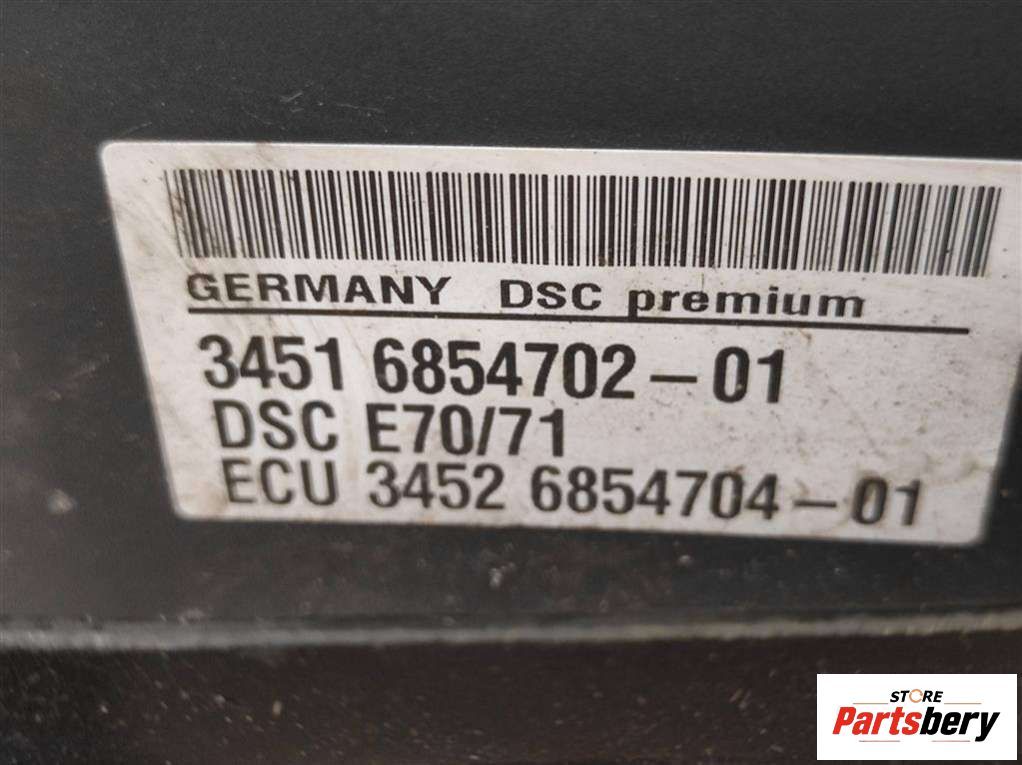 GERMANY DSC premium
3451 6854702-01
DSC E70/71
ECU 3452 6854704-01
STORE
Partsbery